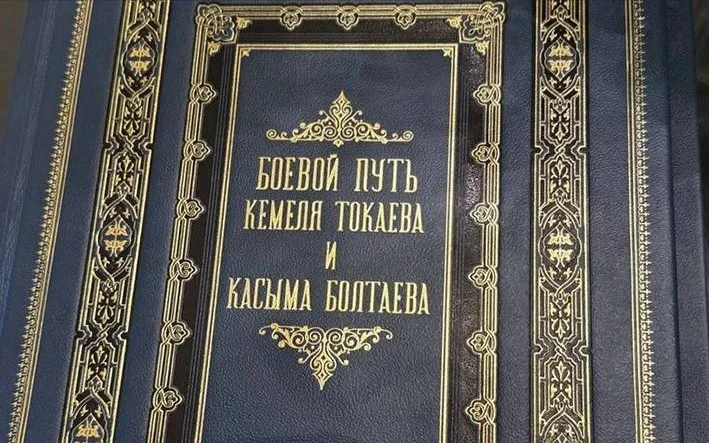 БОЕВОЙ ПУТЬ
КЕМЕЛЯ ТОКАЕВА
И
КАСЫМА БОЛТАЕВА